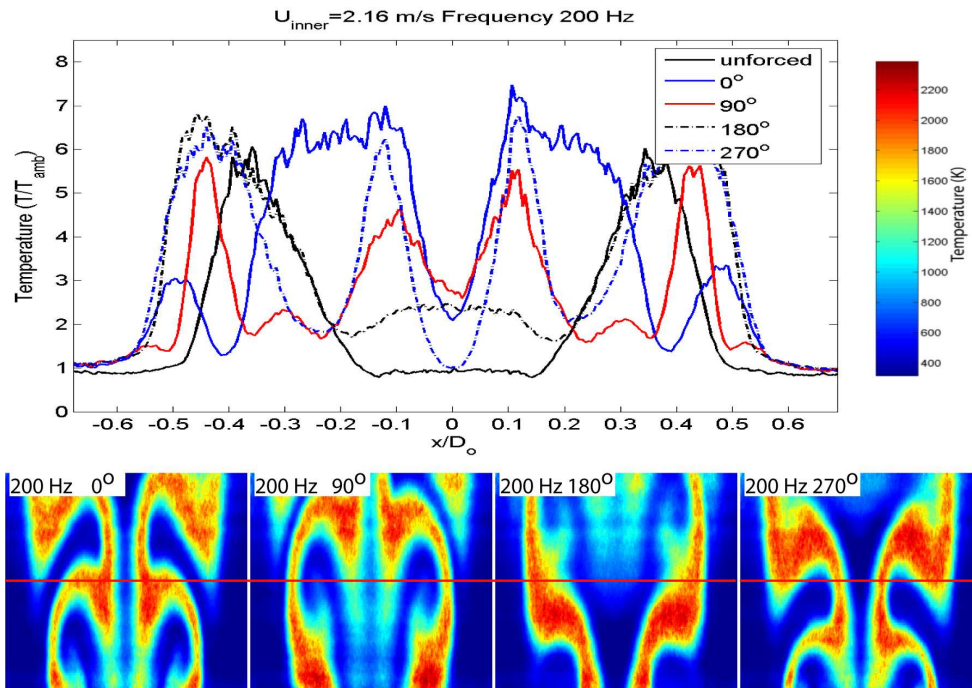 U_inner=2.16 m/s Frequency 200 Hz
Temperature (T/T_amb)
8
7
6
5
4
3
2
1
0
-0.6 -0.5 -0.4 -0.3 -0.2 -0.1 0 0.1 0.2 0.3 0.4 0.5 0.6
x/D_o
unforced
0°
90°
180°
270°
2200
2000
1800
1600
1400
1200
1000
800
600
400
Temperature (K)
200 Hz 0°
200 Hz 90°
200 Hz 180°
200 Hz 270°